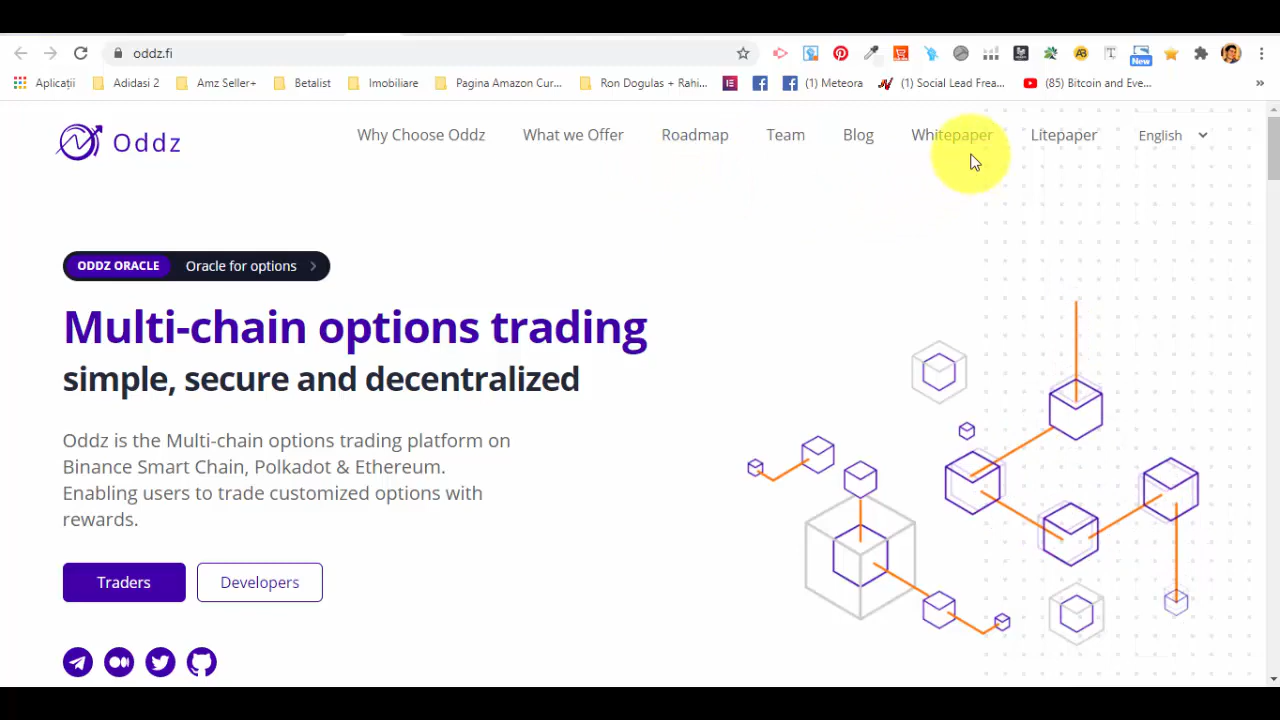 oddz.fi
New
Aplicații
Adidasi 2
Amz Seller+
Betalist
Imobiliare
Pagina Amazon Cur...
Ron Dogulas + Rahi...
(1) Meteora
(1) Social Lead Frea...
(85) Bitcoin and Eve...
»
Oddz
Why Choose Oddz
What we Offer
Roadmap
Team
Blog
Whitepaper
Litepaper
English
ODDZ ORACLE Oracle for options
Multi-chain options trading
simple, secure and decentralized
Oddz is the Multi-chain options trading platform on
Binance Smart Chain, Polkadot & Ethereum.
Enabling users to trade customized options with
rewards.
Traders
Developers